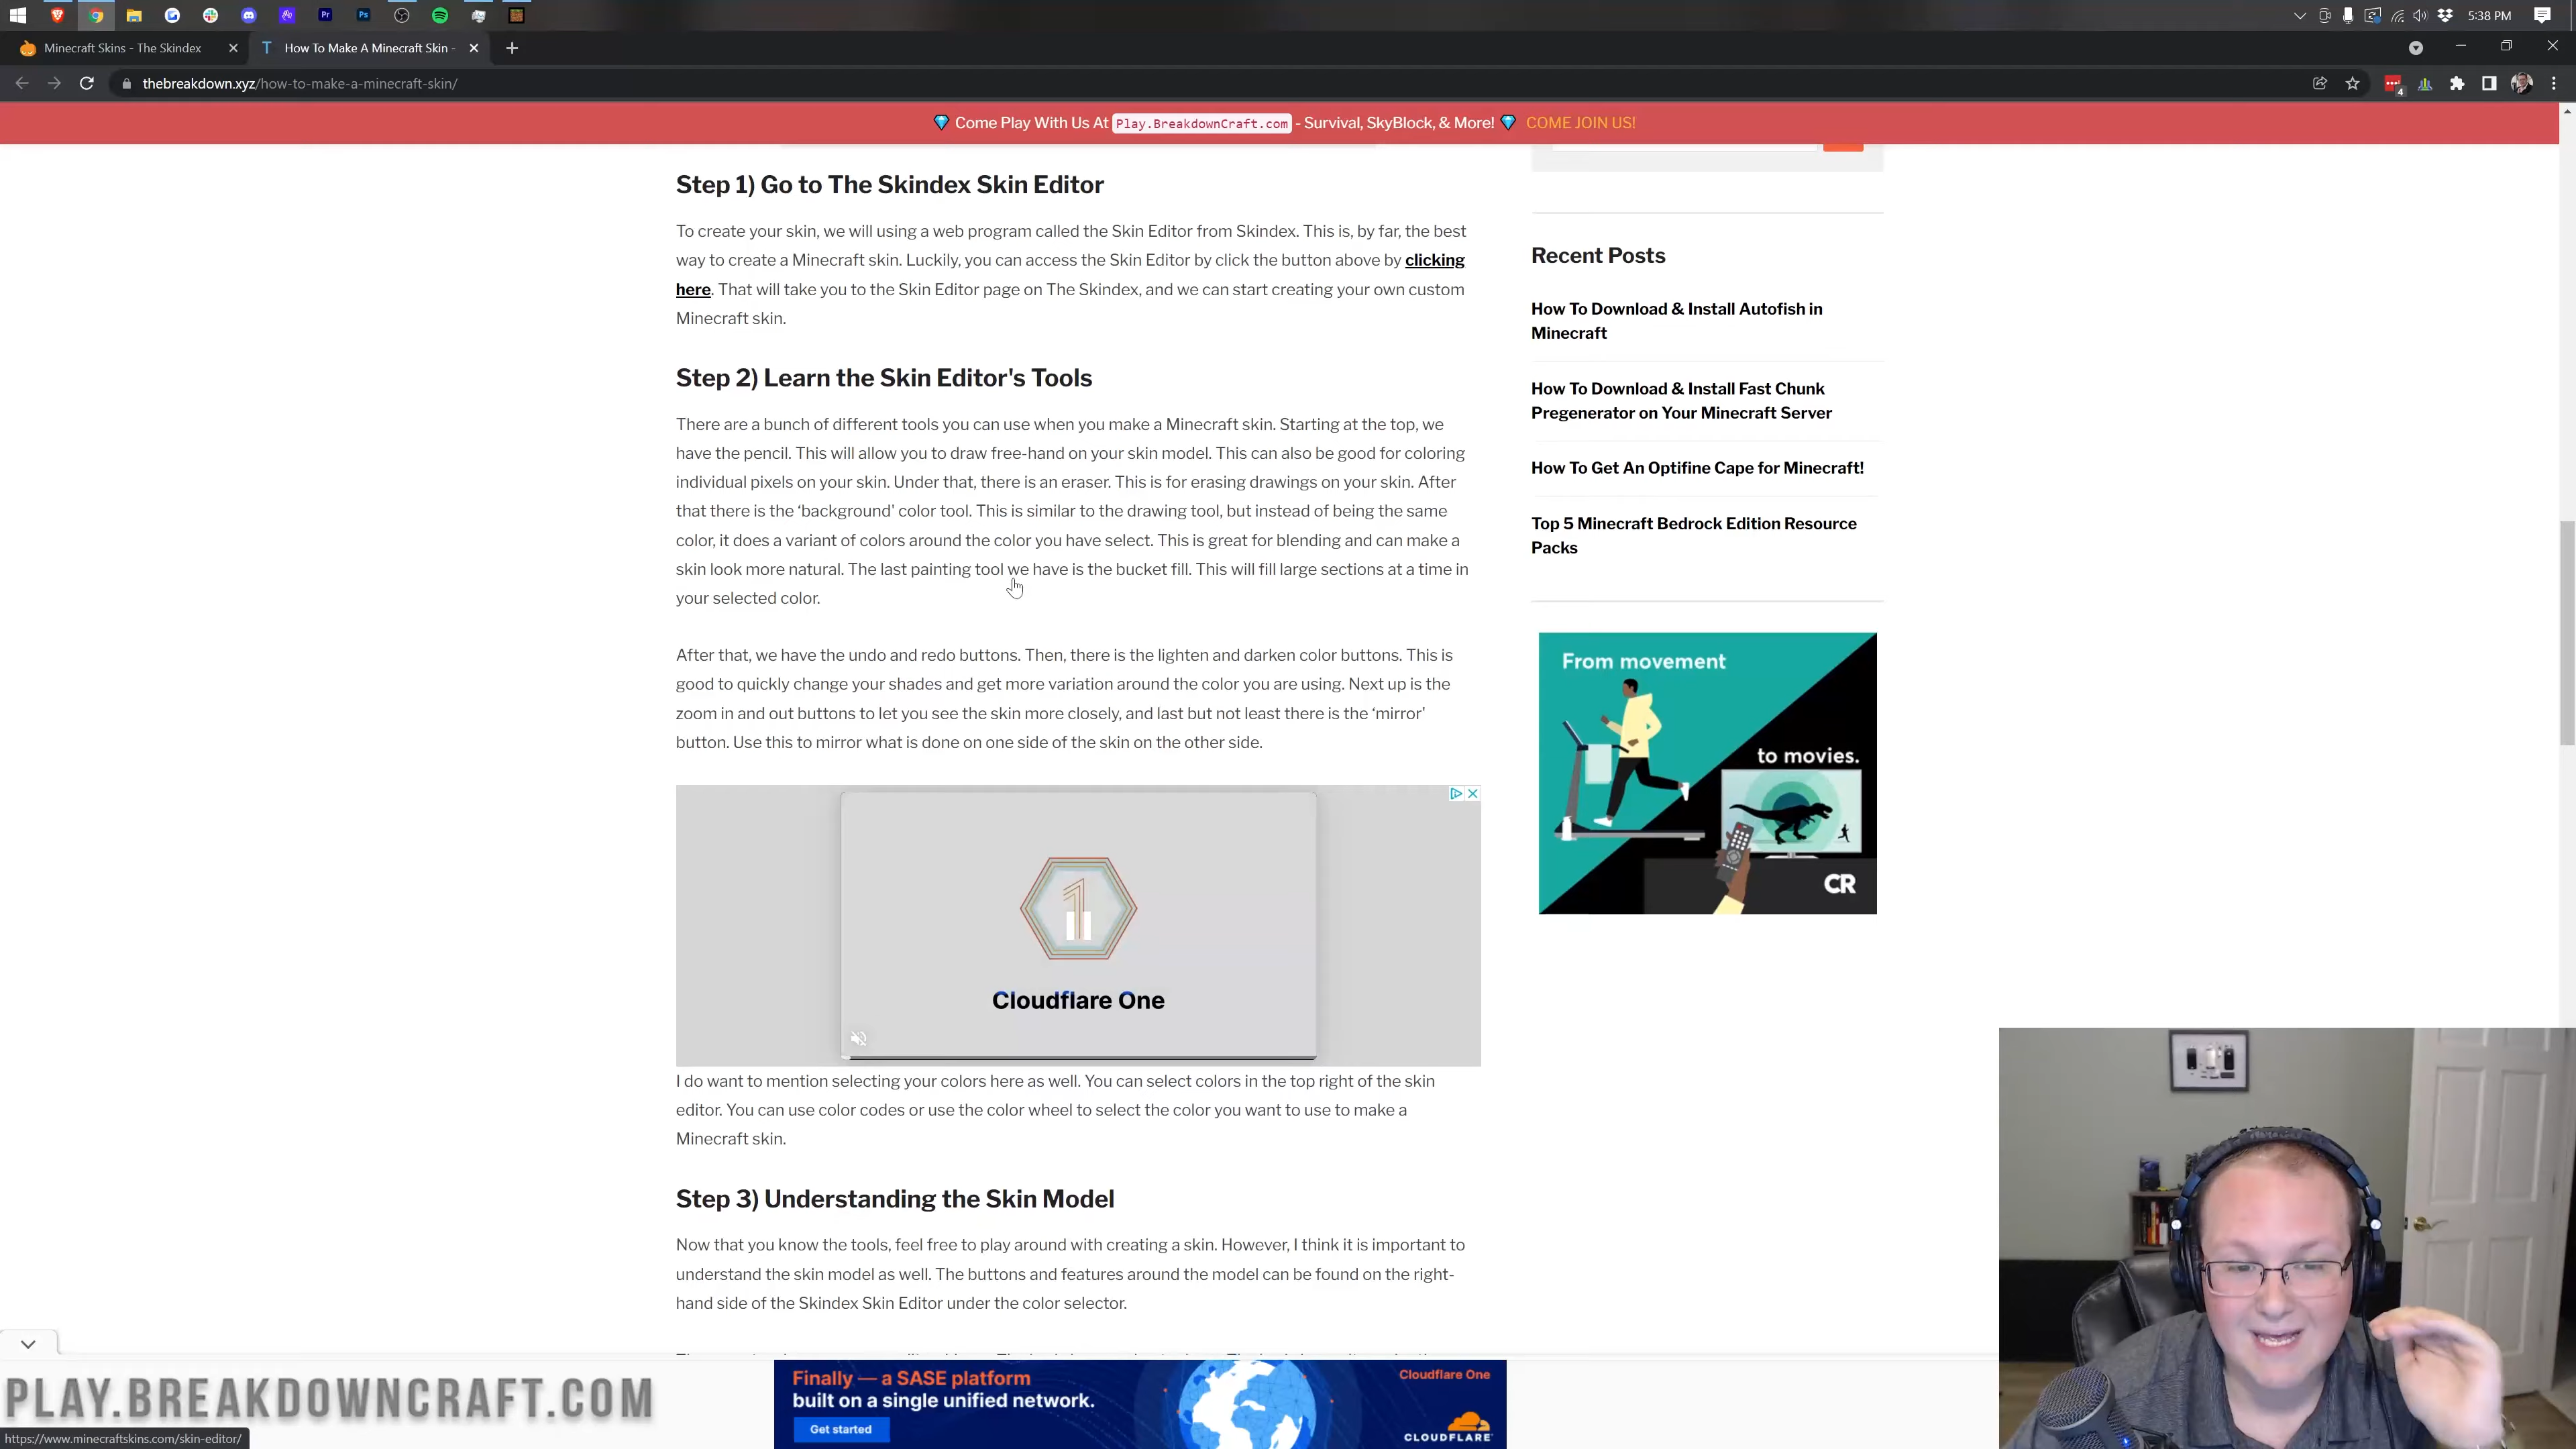 5:38 PM
Minecraft Skins - The Skindex
How To Make A Minecraft Skin -
thebreakdown.xyz/how-to-make-a-minecraft-skin/
Come Play With Us At Play.BreakdownCraft.com - Survival, SkyBlock, & More! COME JOIN US!
Step 1) Go to The Skindex Skin Editor
To create your skin, we will using a web program called the Skin Editor from Skindex. This is, by far, the best
way to create a Minecraft skin. Luckily, you can access the Skin Editor by click the button above by clicking
here. That will take you to the Skin Editor page on The Skindex, and we can start creating your own custom
Minecraft skin.
Step 2) Learn the Skin Editor's Tools
There are a bunch of different tools you can use when you make a Minecraft skin. Starting at the top, we
have the pencil. This will allow you to draw free-hand on your skin model. This can also be good for coloring
individual pixels on your skin. Under that, there is an eraser. This is for erasing drawings on your skin. After
that there is the ‘background' color tool. This is similar to the drawing tool, but instead of being the same
color, it does a variant of colors around the color you have select. This is great for blending and can make a
skin look more natural. The last painting tool we have is the bucket fill. This will fill large sections at a time in
your selected color.
After that, we have the undo and redo buttons. Then, there is the lighten and darken color buttons. This is
good to quickly change your shades and get more variation around the color you are using. Next up is the
zoom in and out buttons to let you see the skin more closely, and last but not least there is the ‘mirror'
button. Use this to mirror what is done on one side of the skin on the other side.
1
Cloudflare One
I do want to mention selecting your colors here as well. You can select colors in the top right of the skin
editor. You can use color codes or use the color wheel to select the color you want to use to make a
Minecraft skin.
Step 3) Understanding the Skin Model
Now that you know the tools, feel free to play around with creating a skin. However, I think it is important to
understand the skin model as well. The buttons and features around the model can be found on the right-
hand side of the Skindex Skin Editor under the color selector.
Recent Posts
How To Download & Install Autofish in
Minecraft
How To Download & Install Fast Chunk
Pregenerator on Your Minecraft Server
How To Get An Optifine Cape for Minecraft!
Top 5 Minecraft Bedrock Edition Resource
Packs
From movement
to movies.
CR
PLAY.BREAKDOWNCRAFT.COM
https://www.minecraftskins.com/skin-editor/
Finally — a SASE platform
built on a single unified network.
Get started
Cloudflare One
CLOUDFLARE